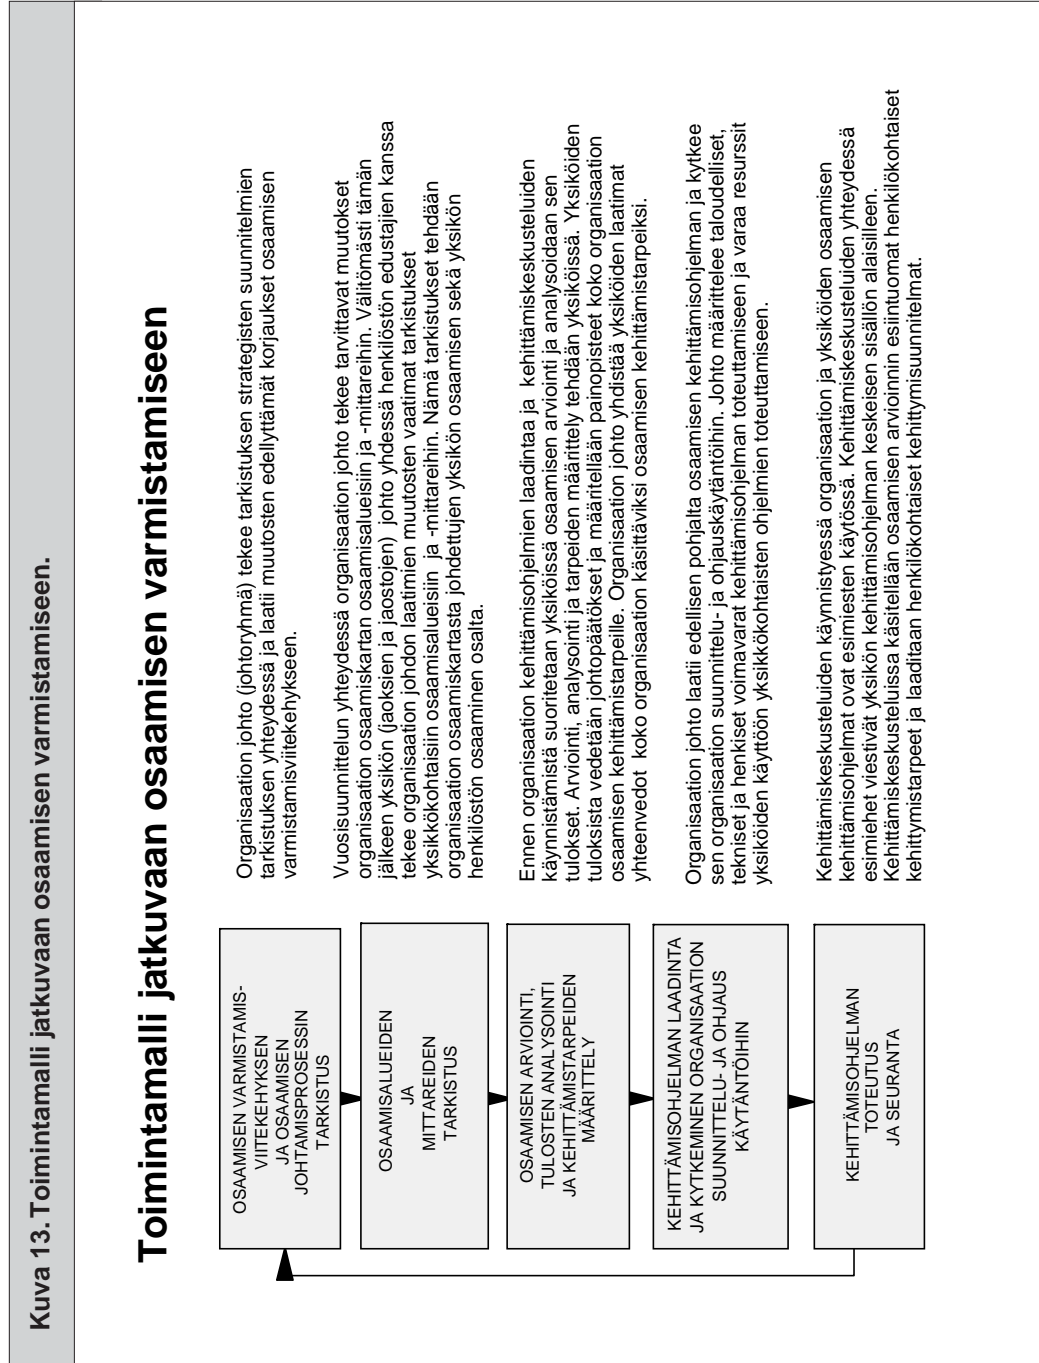 Kuva 13. Toimintamalli jatkuvaan osaamisen varmistamiseen.
Toimintamalli jatkuvaan osaamisen varmistamiseen
OSAAMISEN VARMISTAMIS-
VIITEKEHYKSEN
JA OSAAMISEN
JOHTAMISPROSESSIN
TARKISTUS
Organisaation johto (johtoryhmä) tekee tarkistuksen strategisten suunnitelmien
tarkistuksen yhteydessä ja laatii muutosten edellyttämät korjaukset osaamisen
varmistamisviitekehykseen.
OSAAMISALUEIDEN
JA
MITTAREIDEN
TARKISTUS
Vuosisuunnittelun yhteydessä organisaation johto tekee tarvittavat muutokset
organisaation osaamiskartan osaamisalueisiin ja -mittareihin. Välitömästi tämän
jälkeen yksikön (jaoksien ja jaostojen) johto yhdessä henkilöstön edustajien kanssa
tekee organisaation johdon laatimien muutosten vaatimat tarkistukset
yksikkökohtaisiin osaamisalueisiin ja -mittareihin. Nämä tarkistukset tehdään
organisaation osaamiskartasta johdettujen yksikön osaamisen sekä yksikön
henkilöstön osaaminen osalta.
OSAAMISEN ARVIOINTI,
TULOSTEN ANALYSOINTI
JA KEHITTÄMISTARPEIDEN
MÄÄRITTELY
Ennen organisaation kehittämisohjelmien laadintaa ja kehittämiskeskusteluiden
käynnistämistä suoritetaan yksiköissä osaamisen arviointi ja analysoidaan sen
tulokset. Arviointi, analysointi ja tarpeiden määrittely tehdään yksiköissä. Yksiköiden
tuloksista vedetään johtopäätökset ja määritellään painopisteet koko organisaation
osaamisen kehittämistarpeille. Organisaation johto yhdistää yksiköiden laatimat
yhteenvedot koko organisaation käsittäviksi osaamisen kehittämistarpeiksi.
KEHITTÄMISOHJELMAN LAADINTA
JA KYTKEMINEN ORGANISAATION
SUUNNITTELU- JA OHJAUS
KÄYTÄNTÖIHIN
Organisaation johto laatii edellisen pohjalta osaamisen kehittämisohjelman ja kytkee
sen organisaation suunnittelu- ja ohjauskäytäntöihin. Johto määrittelee taloudelliset,
tekniset ja henkiset voimavarat kehittämisohjelman toteuttamiseen ja varaa resurssit
yksiköiden käyttöön yksikkökohtaisten ohjelmien toteuttamiseen.
KEHITTÄMISOHJELMAN
TOTEUTUS
JA SEURANTA
Kehittämiskeskusteluiden käynnistyessä organisaation ja yksiköiden osaamisen
kehittämisohjelmat ovat esimiesten käytössä. Kehittämiskeskusteluiden yhteydessä
esimiehet viestivät yksikön kehittämisohjelman keskeisen sisällön alaisilleen.
Kehittämiskeskusteluissa käsitellään osaamisen arvioinnin esiintuomat henkilökohtaiset
kehittymistarpeet ja laaditaan henkilökohtaiset kehittymisuunnitelmat.